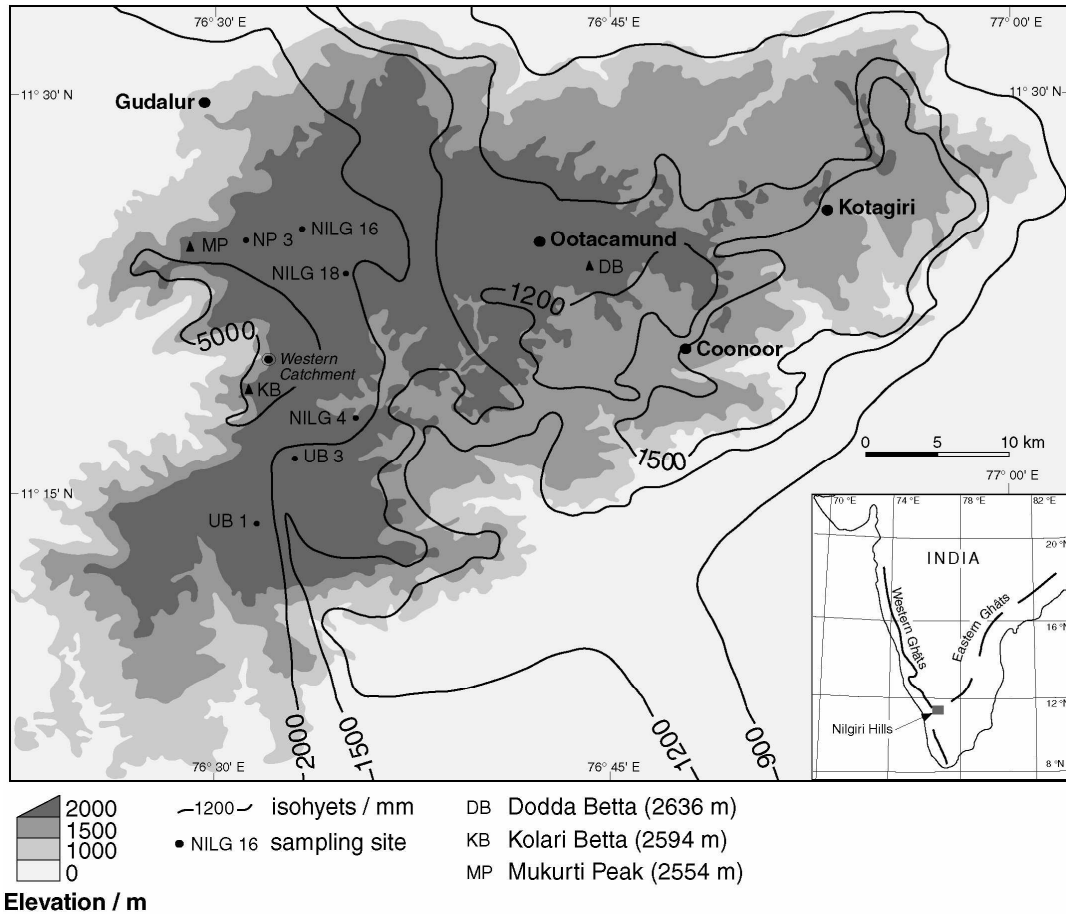 76° 30' E
76° 45' E
77° 00' E
11° 30' N
11° 30' N
Gudalur
Kotagiri
NILG 16
NP 3
MP
Ootacamund
NILG 18
DB
1200
5000
Coonoor
Western
Catchment
KB
NILG 4
UB 3
1500
0 5 10 km
77° 00' E
11° 15' N
UB 1
70 °E
74 °E
78 °E
82 °E
INDIA
20 °N
Western Ghâts
Eastern Ghâts
16 °N
12 °N
Nilgiri Hills
8 °N
2000
1500
1200
900
76° 30' E
76° 45' E
2000
1500
1000
0
Elevation / m
1200 isohyets / mm
NILG 16 sampling site
DB Dodda Betta (2636 m)
KB Kolari Betta (2594 m)
MP Mukurti Peak (2554 m)